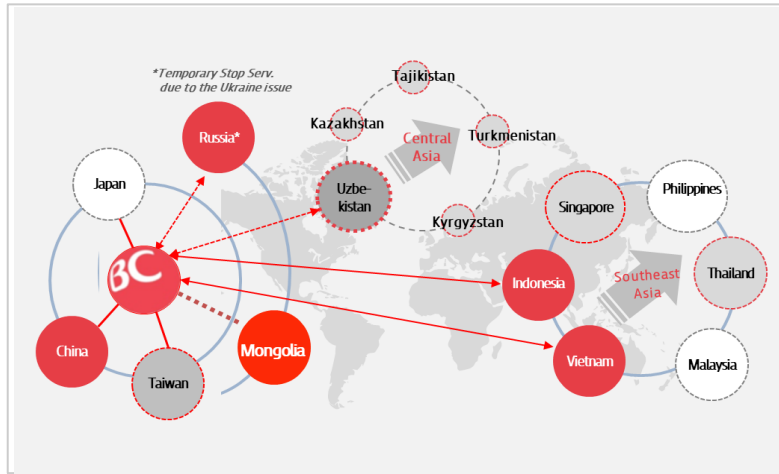 *Temporary Stop Serv.
due to the Ukraine issue
Tajikistan
Kazakhstan
Central
Asia
Turkmenistan
Russia*
Japan
Uzbe-
kistan
Kyrgyzstan
Philippines
Singapore
BC
Indonesia
Southeast
Asia
Thailand
China
Mongolia
Vietnam
Malaysia
Taiwan